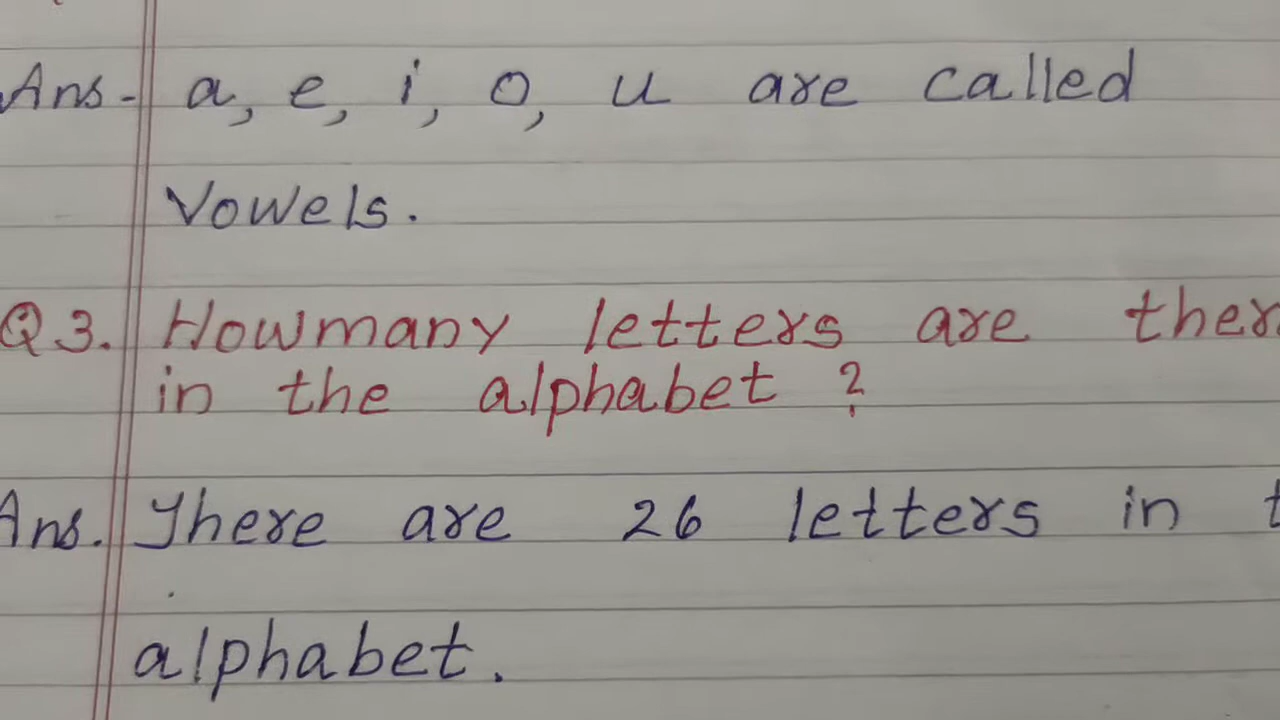 Ans- a, e, i, o, u are called
Vowels.
Q3. Howmany letters are ther
in the alphabet ?
Ans. There are 26 letters in t
alphabet.